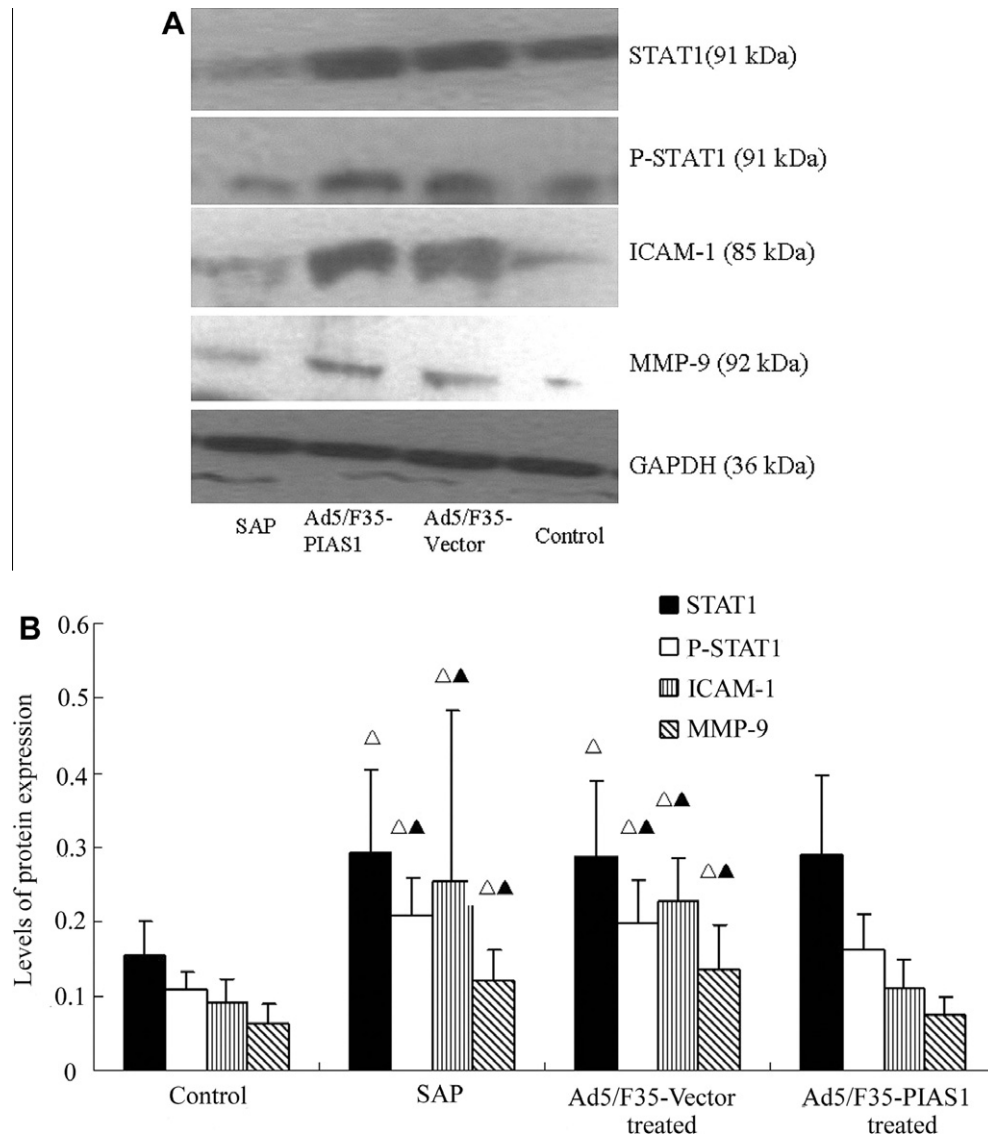 A
STAT1(91 kDa)
P-STAT1 (91 kDa)
ICAM-1 (85 kDa)
MMP-9 (92 kDa)
GAPDH (36 kDa)
SAP
Ad5/F35-
PIAS1
Ad5/F35-
Vector
Control
B
STAT1
P-STAT1
ICAM-1
MMP-9
Levels of protein expression
0.6
0.5
0.4
0.3
0.2
0.1
0
△
△▲
△▲
△▲
△
△▲
△▲
△▲
Control
SAP
Ad5/F35-Vector
treated
Ad5/F35-PIAS1
treated